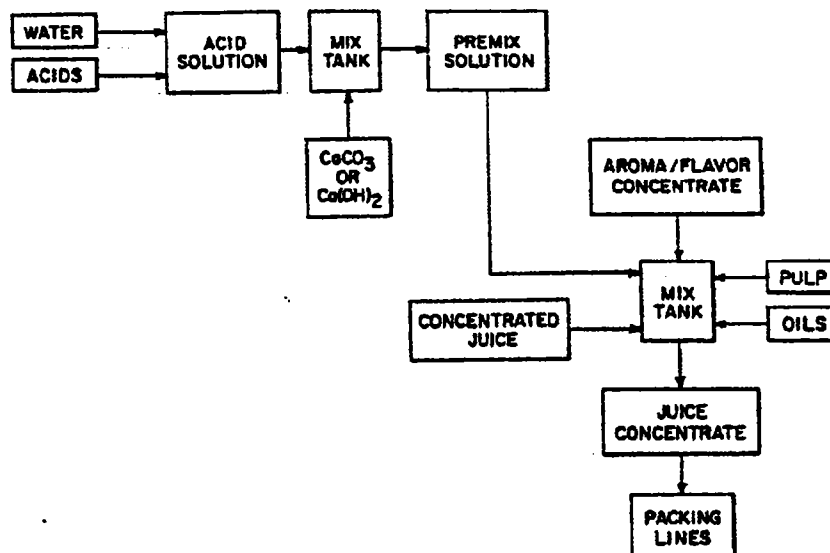 WATER
ACIDS
ACID
SOLUTION
MIX
TANK
PREMIX
SOLUTION
CaCO3
OR
Ca(OH)2
AROMA/FLAVOR
CONCENTRATE
MIX
TANK
PULP
OILS
CONCENTRATED
JUICE
JUICE
CONCENTRATE
PACKING
LINES